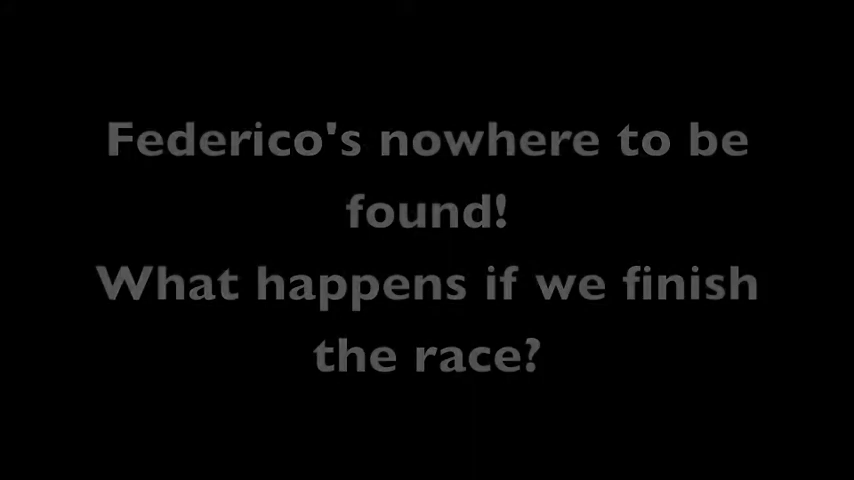 Federico's nowhere to be
found!
What happens if we finish
the race?